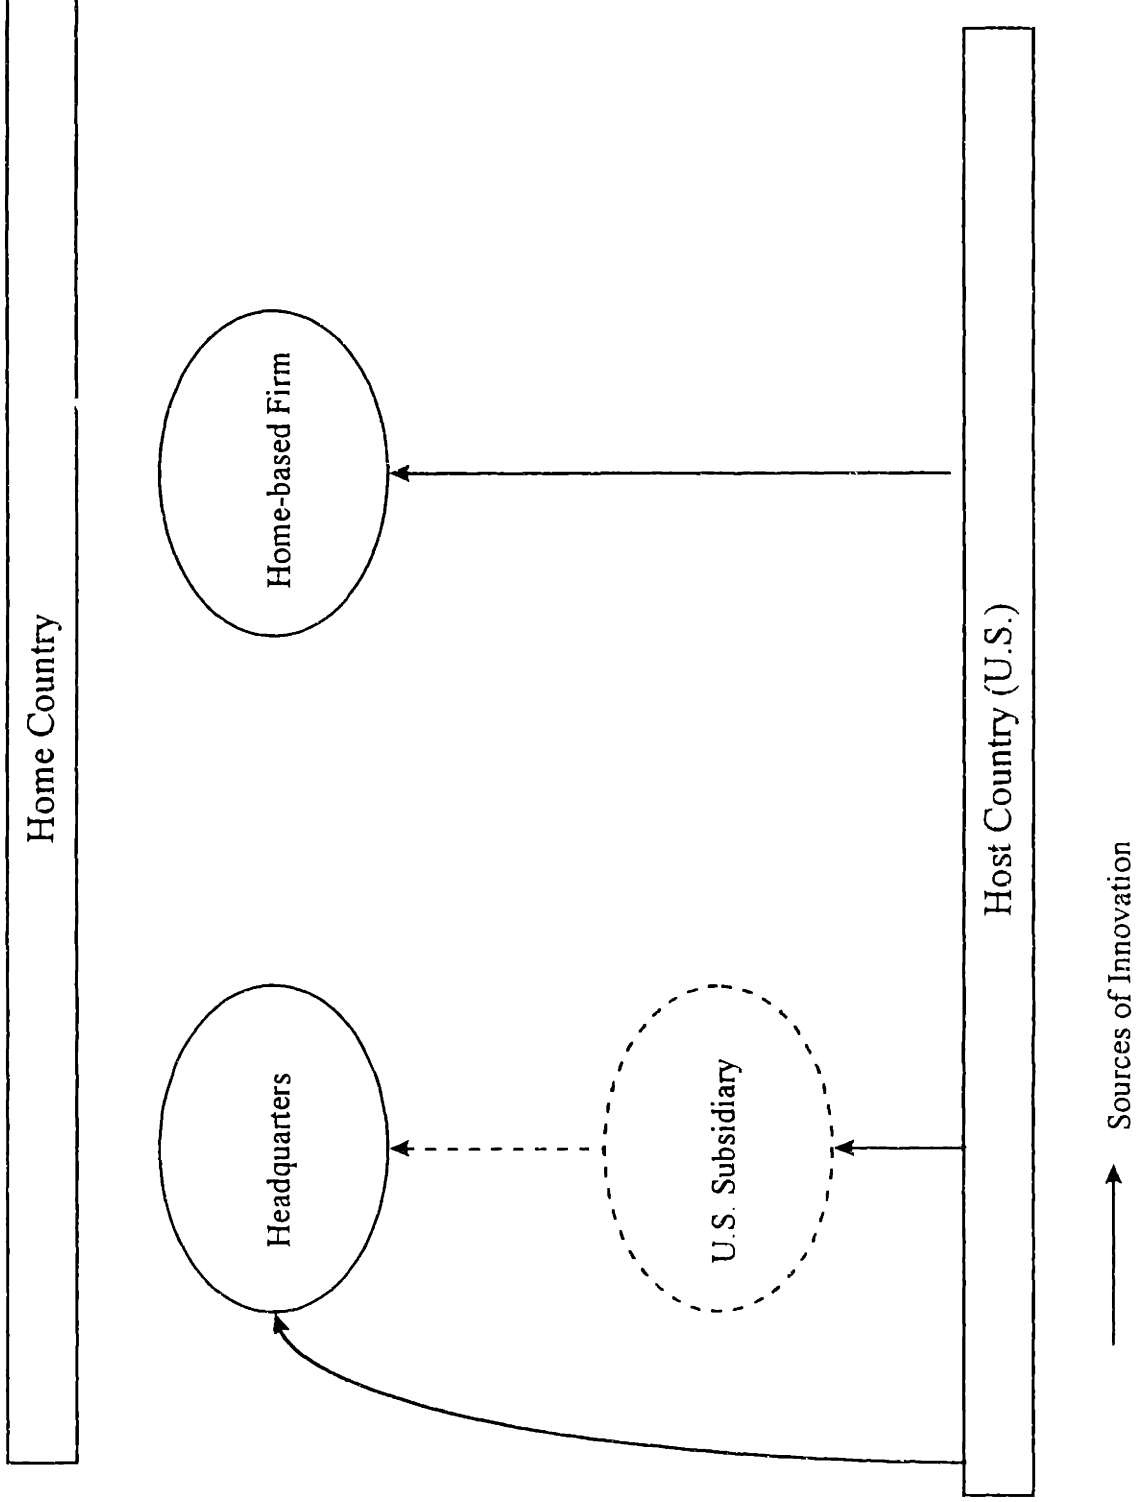 Home Country
Headquarters
Home-based Firm
U.S. Subsidiary
Host Country (U.S.)
Sources of Innovation